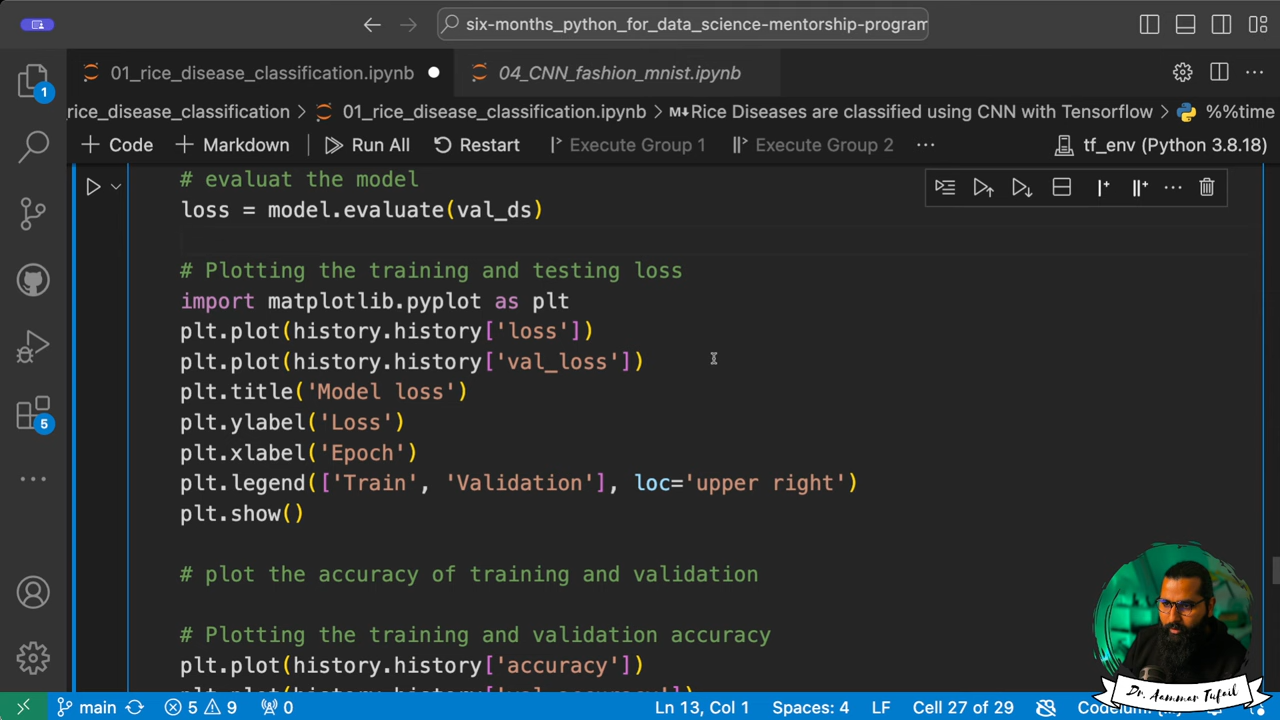 six-months_python_for_data_science-mentorship-program
01_rice_disease_classification.ipynb
04_CNN_fashion_mnist.ipynb
rice_disease_classification > 01_rice_disease_classification.ipynb > M↓Rice Diseases are classified using CNN with Tensorflow > %%time
+ Code + Markdown Run All Restart Execute Group 1 Execute Group 2 ... tf_env (Python 3.8.18)
1
# evaluat the model
loss = model.evaluate(val_ds)
# Plotting the training and testing loss
import matplotlib.pyplot as plt
plt.plot(history.history['loss'])
plt.plot(history.history['val_loss'])
plt.title('Model loss')
plt.ylabel('Loss')
plt.xlabel('Epoch')
plt.legend(['Train', 'Validation'], loc='upper right')
plt.show()
# plot the accuracy of training and validation
# Plotting the training and validation accuracy
plt.plot(history.history['accuracy'])
5
Dr. Aammar Tufail
main 5 9 0 Ln 13, Col 1 Spaces: 4 LF Cell 27 of 29